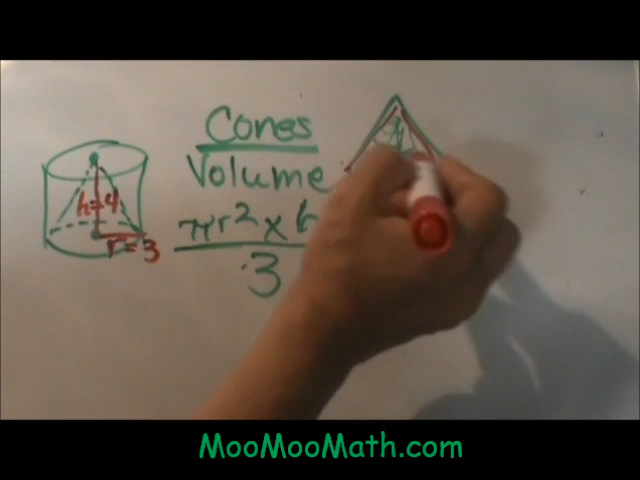 Cones
Volume
πr² × h
3
h=4
r=3
MooMooMath.com